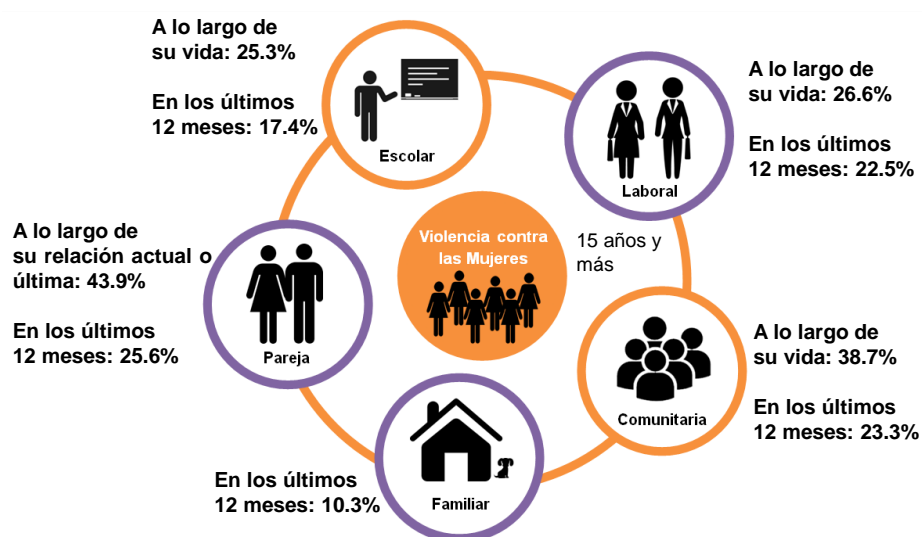 A lo largo de
su vida: 25.3%
En los últimos
12 meses: 17.4%
Escolar
A lo largo de
su vida: 26.6%
En los últimos
12 meses: 22.5%
Laboral
Violencia contra
las Mujeres
15 años y
más
A lo largo de
su relación actual o
última: 43.9%
En los últimos
12 meses: 25.6%
Pareja
A lo largo de
su vida: 38.7%
En los últimos
12 meses: 23.3%
Comunitaria
En los últimos
12 meses: 10.3%
Familiar